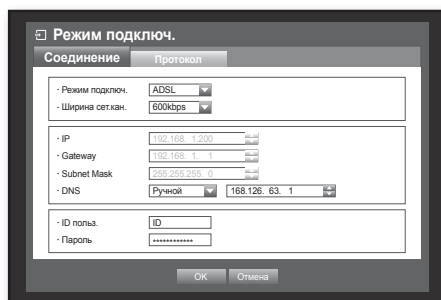 Режим подключ.
Соединение Протокол
· Режим подключ. ADSL
· Ширина сет.кан. 600kbps
· IP 192.168. 1.200
· Gateway 192.168. 1. 1
· Subnet Mask 255.255.255. 0
· DNS Ручной 168.126. 63. 1
· ID польз. ID
· Пароль ************
OK Отмена